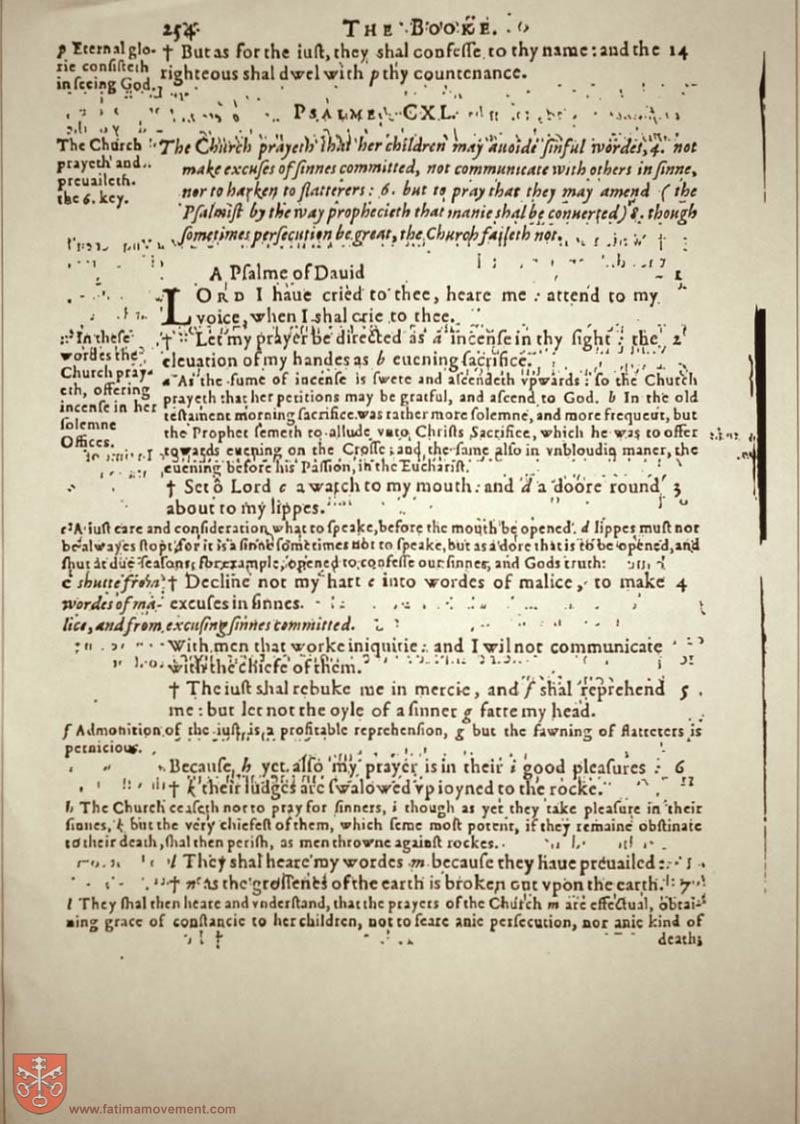 254. THE BOOKE.
p Eternal glo-
rie consisteth
in seeing God.
† But as for the iust, they shal confesse to thy name: and the 14
righteous shal dwel with p thy countenance.
PSALME CXL.
The Church
prayeth and
preuaileth.
the 6. key.
The Church prayeth that her children may auoide sinful wordes, 4. not
make excuses of sinnes committed, not communicate with others in sinne,
nor to harken to flatterers: 6. but to pray that they may amend (the
Psalmist by the way prophecieth that manie shal be conuerted) 8. though
sometimes persecution be great, the Church faileth not.
A Psalme of Dauid 1
LORD I haue cried to thee, heare me: attend to my
voice, when I shal crie to thee.
:: In these
wordes the
Church pray-
eth, offering
incense in her
solemne
Offices.
† :: Let my prayer be directed as a incense in thy sight: the 2
eleuation of my handes as b euening sacrifice.
a As the fume of incense is swete and ascendeth vpwards: so the Church
prayeth that her petitions may be gratful, and ascend to God. b In the old
testament morning sacrifice was rather more solemne, and more frequeut, but
the Prophet semeth to allude vnto Christs Sacrifice, which he was to offer
towards euening on the Crosse: and the same also in vnbloudig maner, the
euening before his Passion, in the Eucharist.
† Set ô Lord c a watch to my mouth: and d a doore round 3
about to my lippes.
c A iust care and consideration what to speake, before the mouth be opened. d lippes must not
be alwayes stopt, for it is a sinne sometimes not to speake, but as a dore that is to be opened, and
shut at due seasons, for example, opened to confesse our sinnes, and Gods truth:
e shutte from
wordes of ma-
lice, and from excusing sinnes committed.
† Decline not my hart e into wordes of malice, to make 4
excuses in sinnes.
With men that worke iniquitie: and I wil not communicate
with the chiefe of them.
† The iust shal rebuke me in mercie, and f shal reprehend 5
me: but let not the oyle of a sinner g fatte my head.
f Admonition of the iust, is a profitable reprehension, g but the fawning of flatteters is
pernicious.
Because h yet also my prayer is in their i good pleasures: 6
† k their Iudges are swalowed vp ioyned to the rocke.
h The Church ceaseth not to pray for sinners, i though as yet they take pleasure in their
sinnes, k but the very chiefest of them, which seme most potent, if they remaine obstinate
to their death, shal then perish, as men throwne against rockes.
l They shal heare my wordes m because they haue preuailed:
† n as the grossenes of the earth is broken out vpon the earth. 7
l They shal then heare and vnderstand, that the prayers of the Church m are effectual, obtai-
ning grace of constancie to her children, not to feare anie persecution, nor anie kind of
death;
www.fatimamovement.com